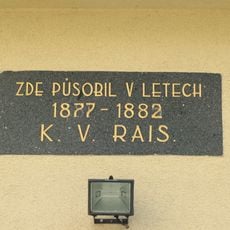 ZDE PŮSOBIL V LETECH
1877 - 1882
K. V. RAIS.